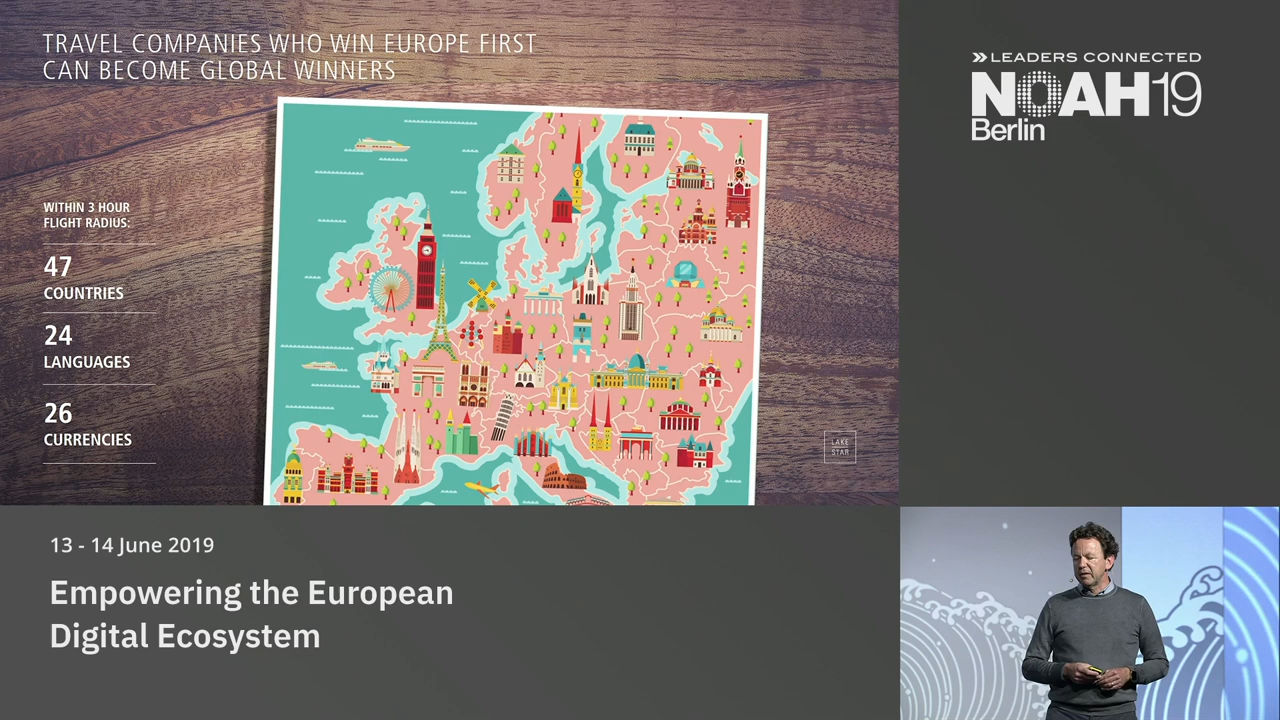 TRAVEL COMPANIES WHO WIN EUROPE FIRST
CAN BECOME GLOBAL WINNERS
WITHIN 3 HOUR
FLIGHT RADIUS:
47
COUNTRIES
24
LANGUAGES
26
CURRENCIES
LAKE
STAR
LEADERS CONNECTED
NOAH19
Berlin
13 - 14 June 2019
Empowering the European
Digital Ecosystem